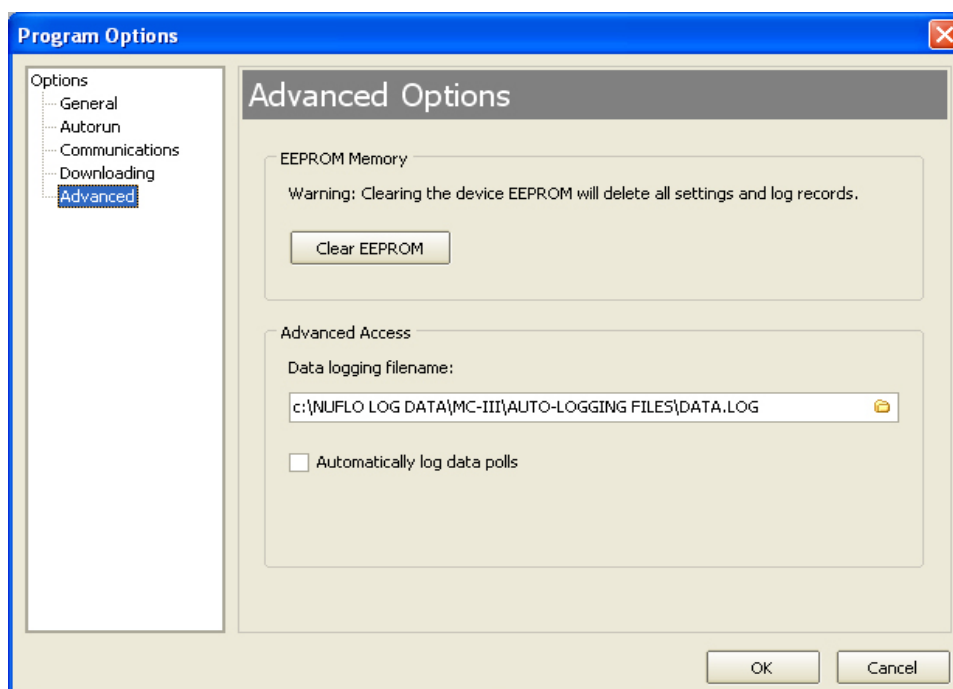 Program Options
Options
General
Autorun
Communications
Downloading
Advanced
Advanced Options
EEPROM Memory
Warning: Clearing the device EEPROM will delete all settings and log records.
Clear EEPROM
Advanced Access
Data logging filename:
c:\NUFLO LOG DATA\MC-III\AUTO-LOGGING FILES\DATA.LOG
Automatically log data polls
OK
Cancel